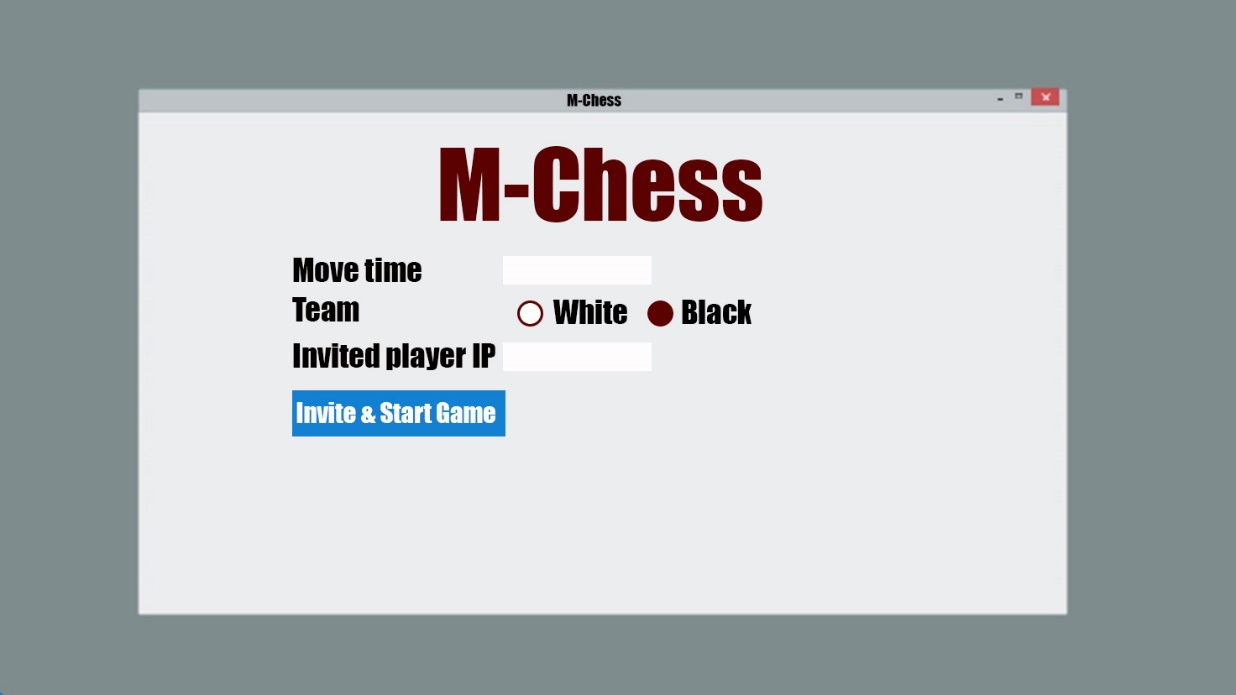 M-Chess
M-Chess
Move time
Team White Black
Invited player IP
Invite & Start Game